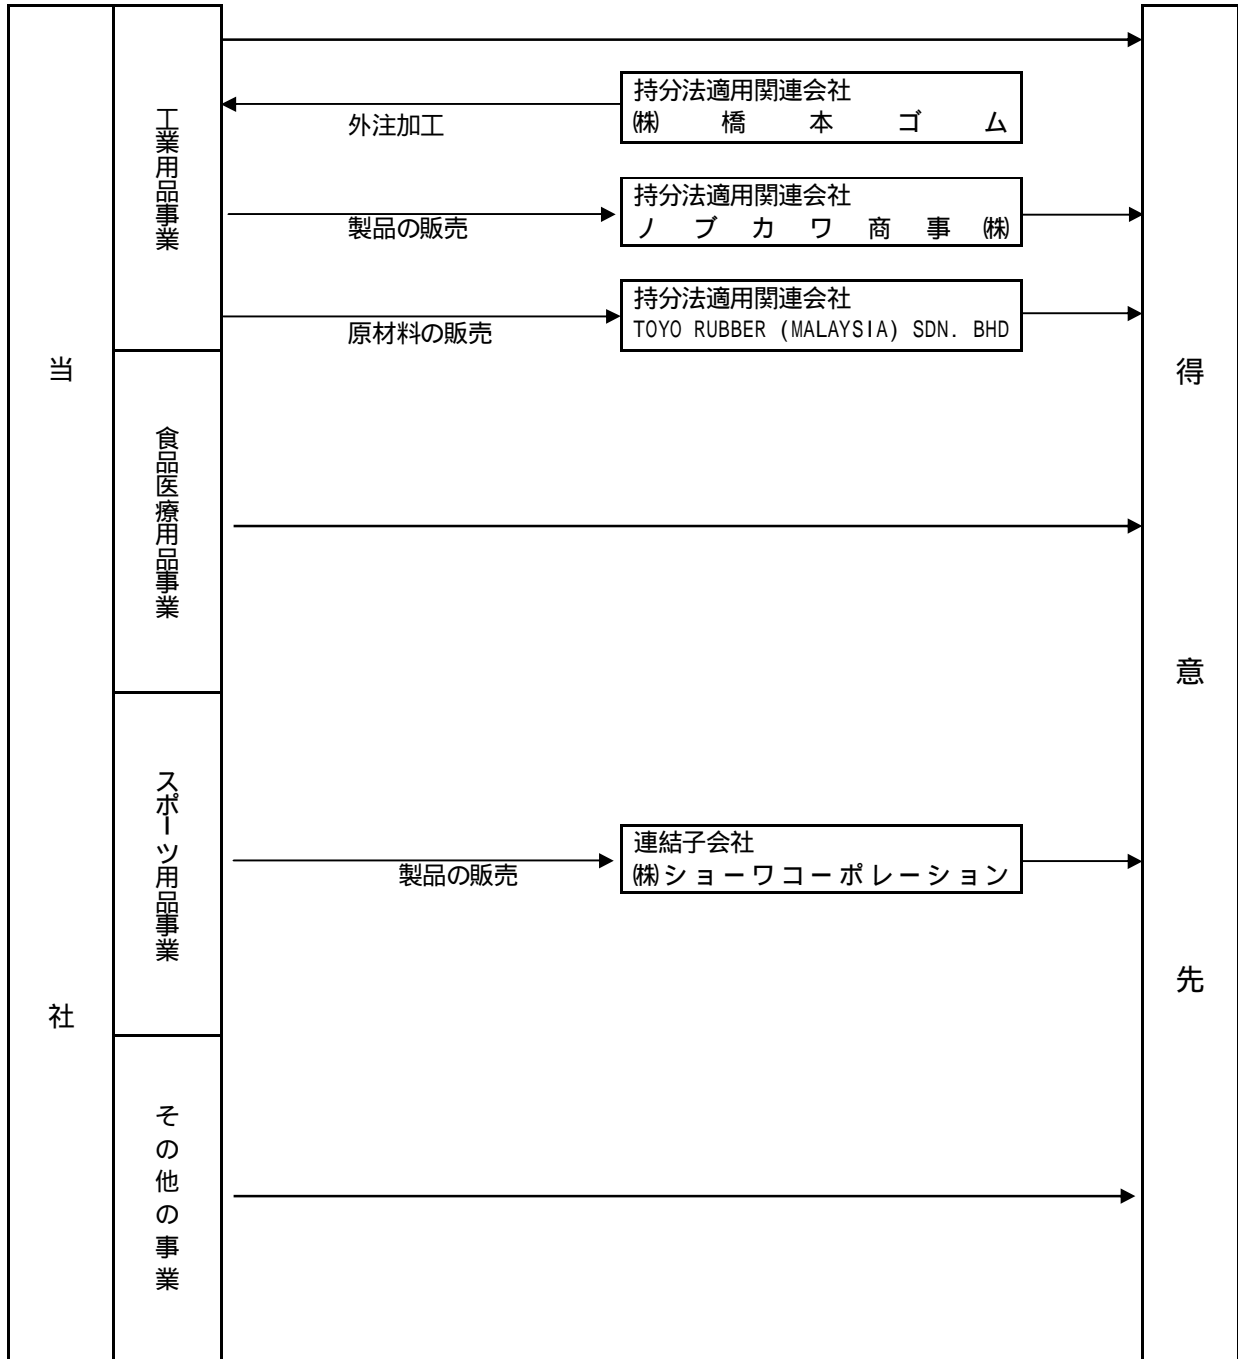 当社
工業用品事業
持分法適用関連会社
㈱橋本ゴム
外注加工
持分法適用関連会社
ノブカワ商事㈱
製品の販売
持分法適用関連会社
TOYO RUBBER (MALAYSIA) SDN. BHD
原材料の販売
食品医療用品事業
スポーツ用品事業
連結子会社
㈱ショーワコーポレーション
製品の販売
その他の事業
得意先